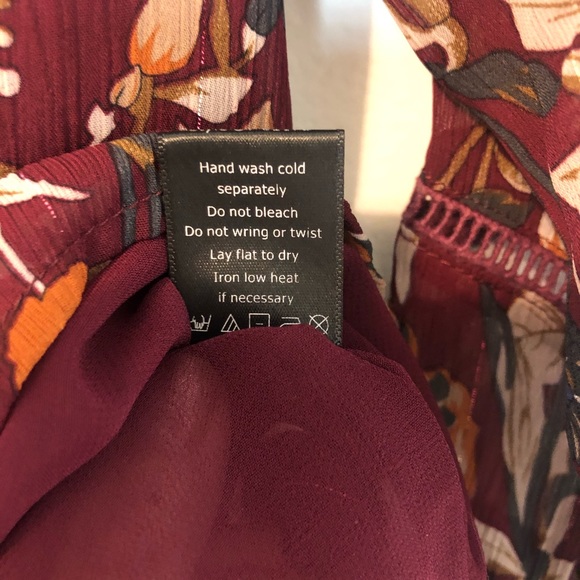 Hand wash cold
separately
Do not bleach
Do not wring or twist
Lay flat to dry
Iron low heat
if necessary